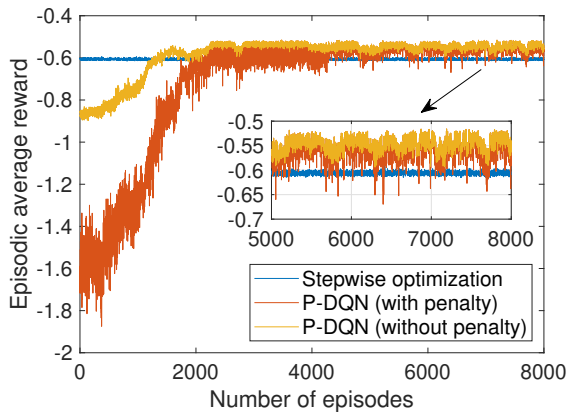 -0.4
-0.6
-0.8
-1
-1.2
-1.4
-1.6
-1.8
-2
Episodic average reward
-0.5
-0.55
-0.6
-0.65
-0.7
5000 6000 7000 8000
Stepwise optimization
P-DQN (with penalty)
P-DQN (without penalty)
0 2000 4000 6000 8000
Number of episodes